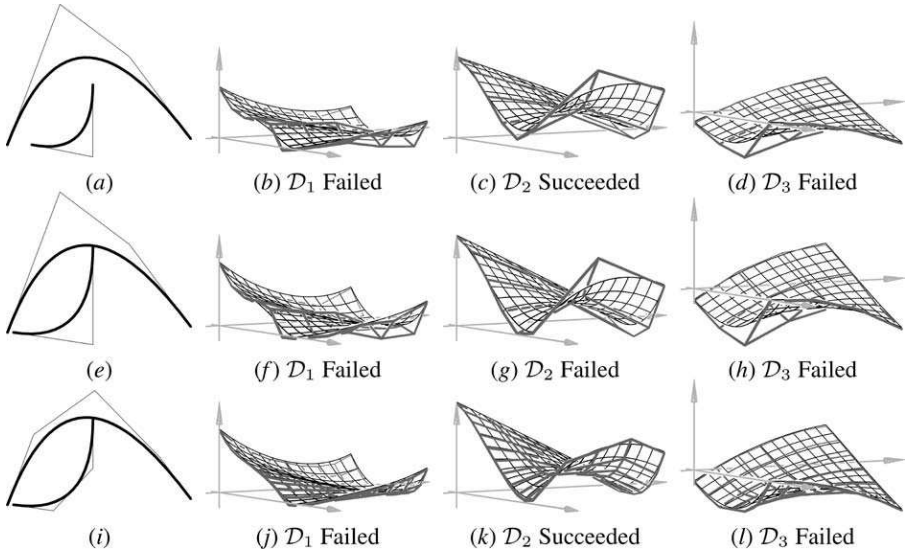 (a)
(b) 𝒟₁ Failed
(c) 𝒟₂ Succeeded
(d) 𝒟₃ Failed
(e)
(f) 𝒟₁ Failed
(g) 𝒟₂ Failed
(h) 𝒟₃ Failed
(i)
(j) 𝒟₁ Failed
(k) 𝒟₂ Succeeded
(l) 𝒟₃ Failed